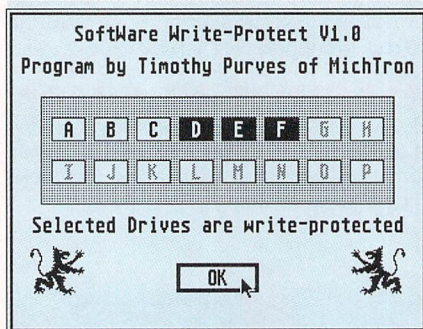 SoftWare Write-Protect V1.0
Program by Timothy Purves of MichTron
A B C D E F G H
I J K L M N O P
Selected Drives are write-protected
OK